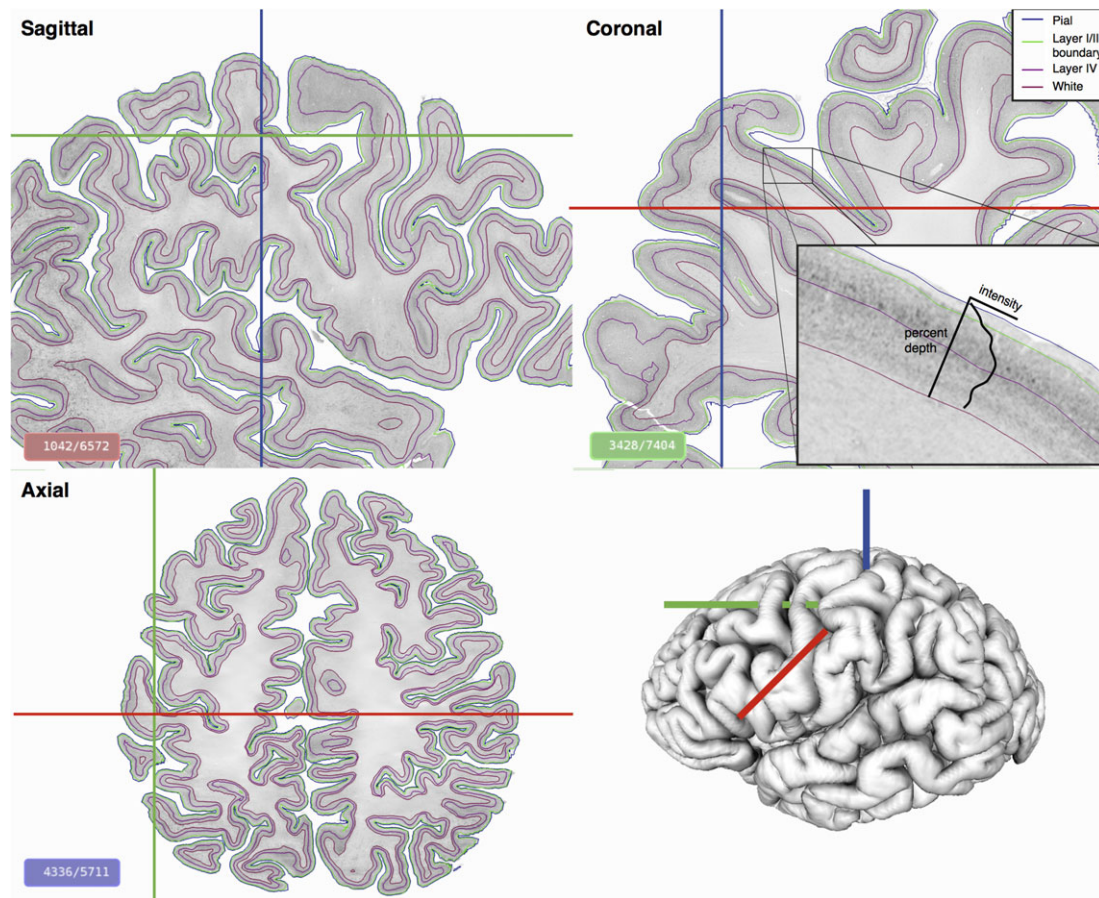 Sagittal
Coronal
Pial
Layer I/II
boundary
Layer IV
White
intensity
percent
depth
1042/6572
3428/7404
Axial
4336/5711